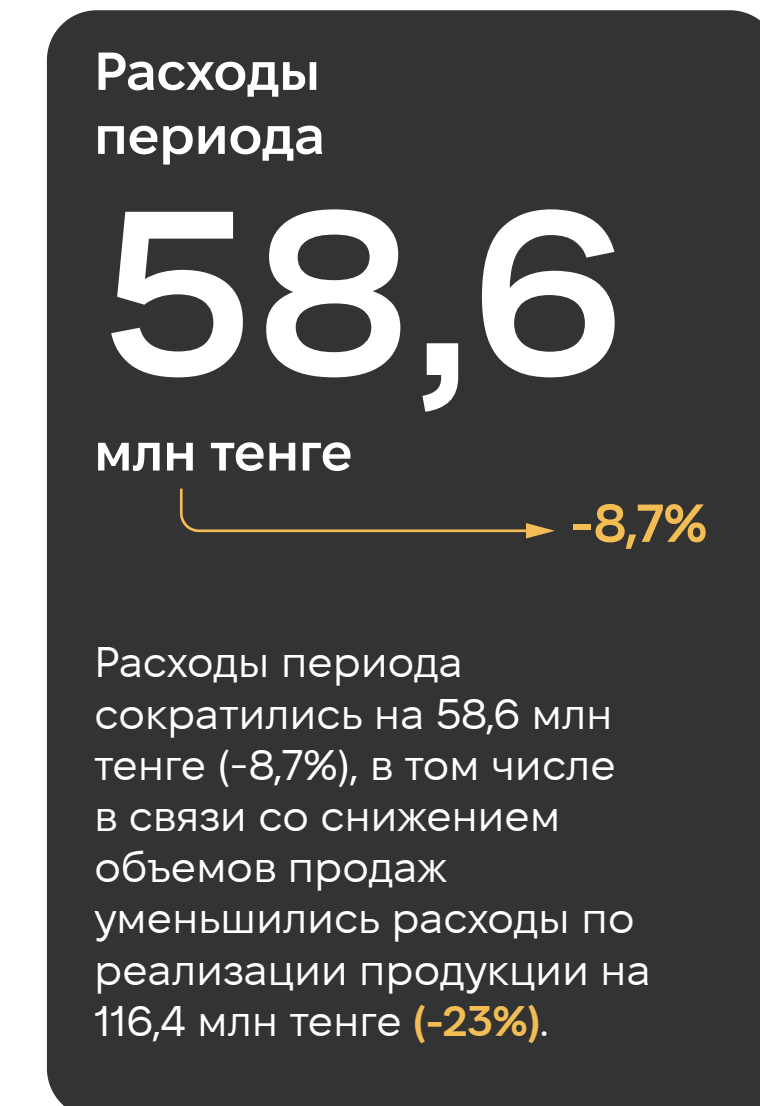 Расходы
периода
58,6
млн тенге
-8,7%
Расходы периода
сократились на 58,6 млн
тенге (-8,7%), в том числе
в связи со снижением
объемов продаж
уменьшились расходы по
реализации продукции на
116,4 млн тенге (-23%).